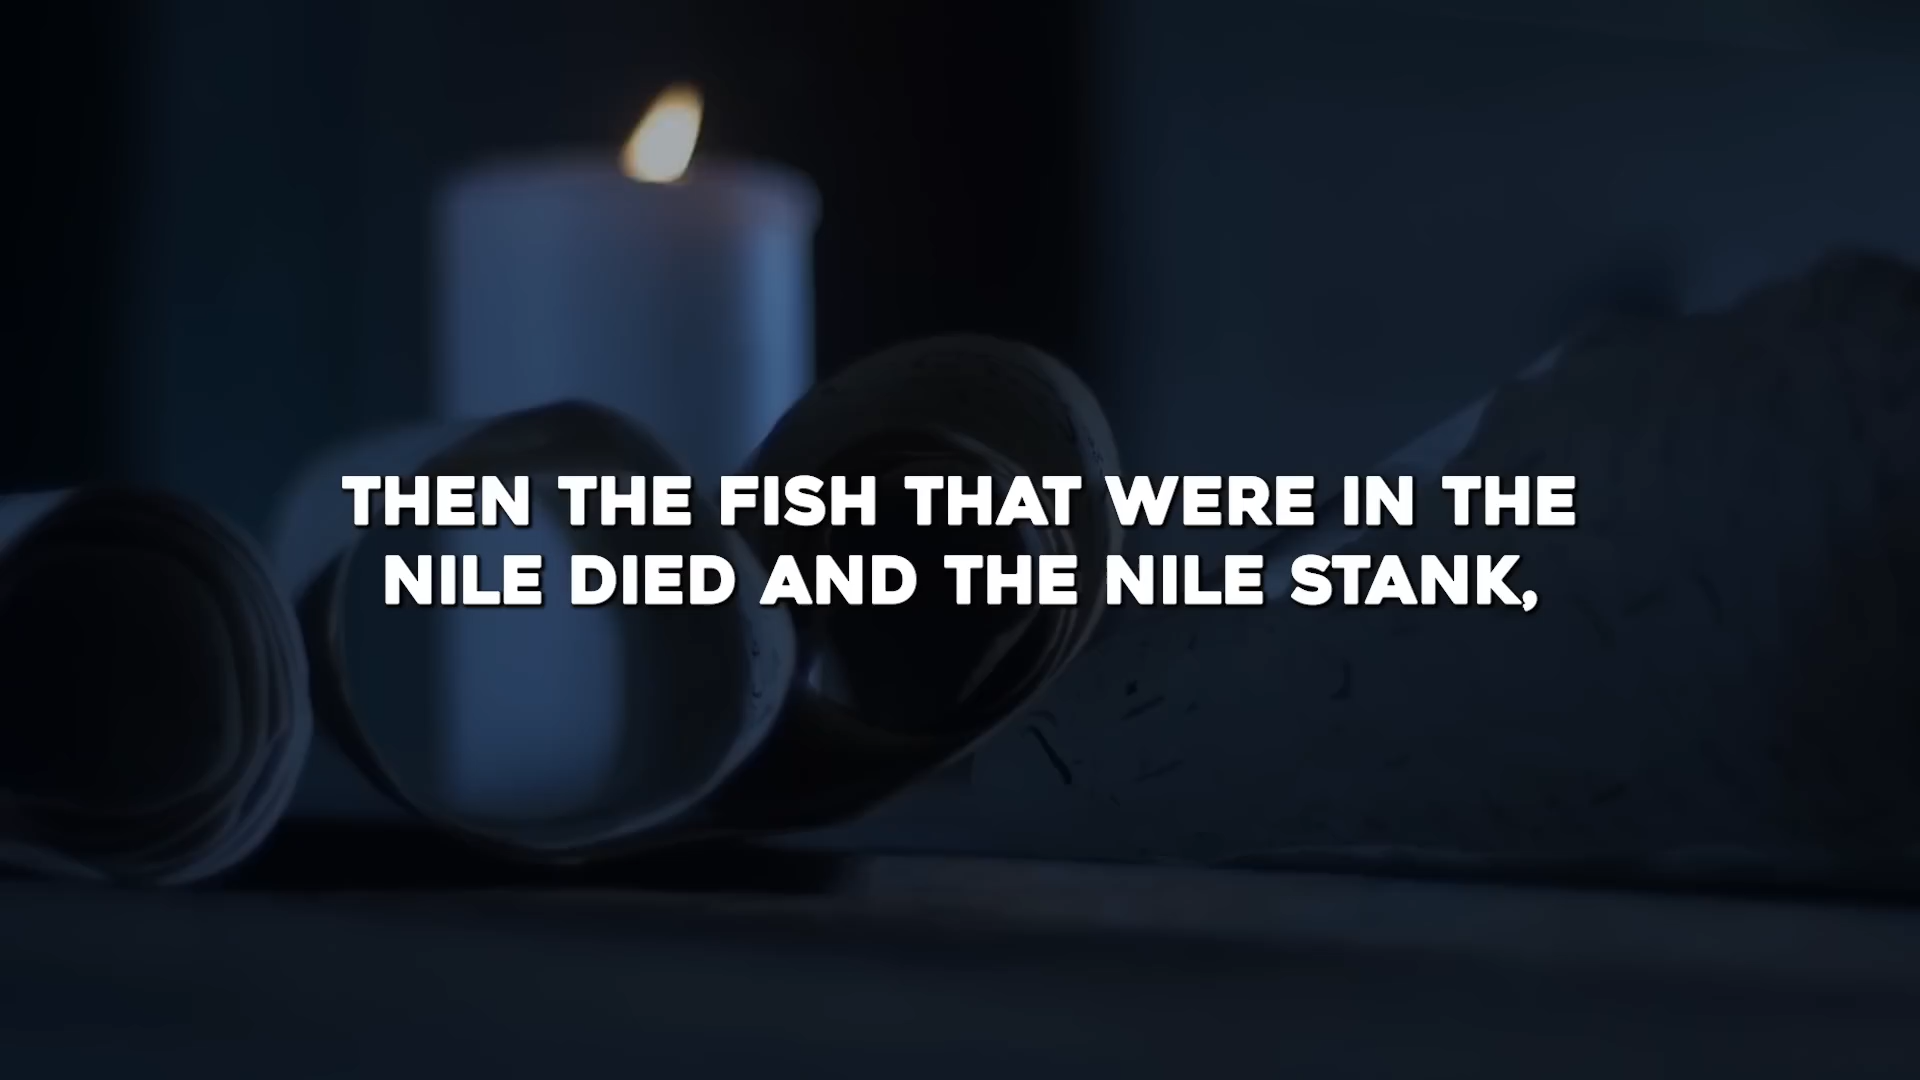 THEN THE FISH THAT WERE IN THE
NILE DIED AND THE NILE STANK,